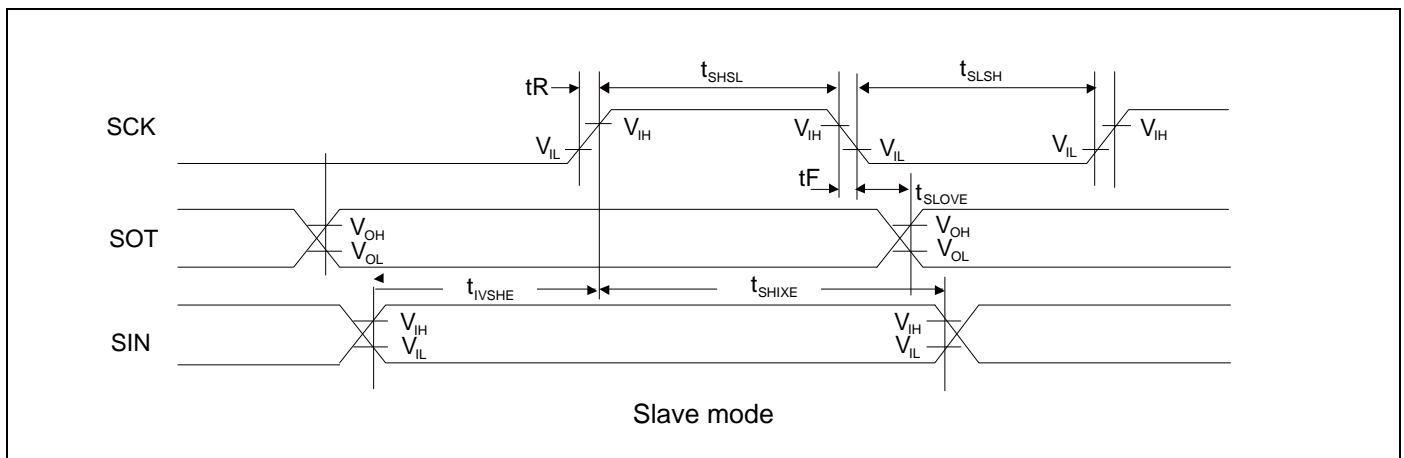 tR
tSHSL
tSLSH
SCK
VIH
VIH
VIH
VIL
VIL
VIL
tF
tSLOVE
SOT
VOH
VOH
VOL
VOL
tIVSHE
tSHIXE
SIN
VIH
VIH
VIL
VIL
Slave mode